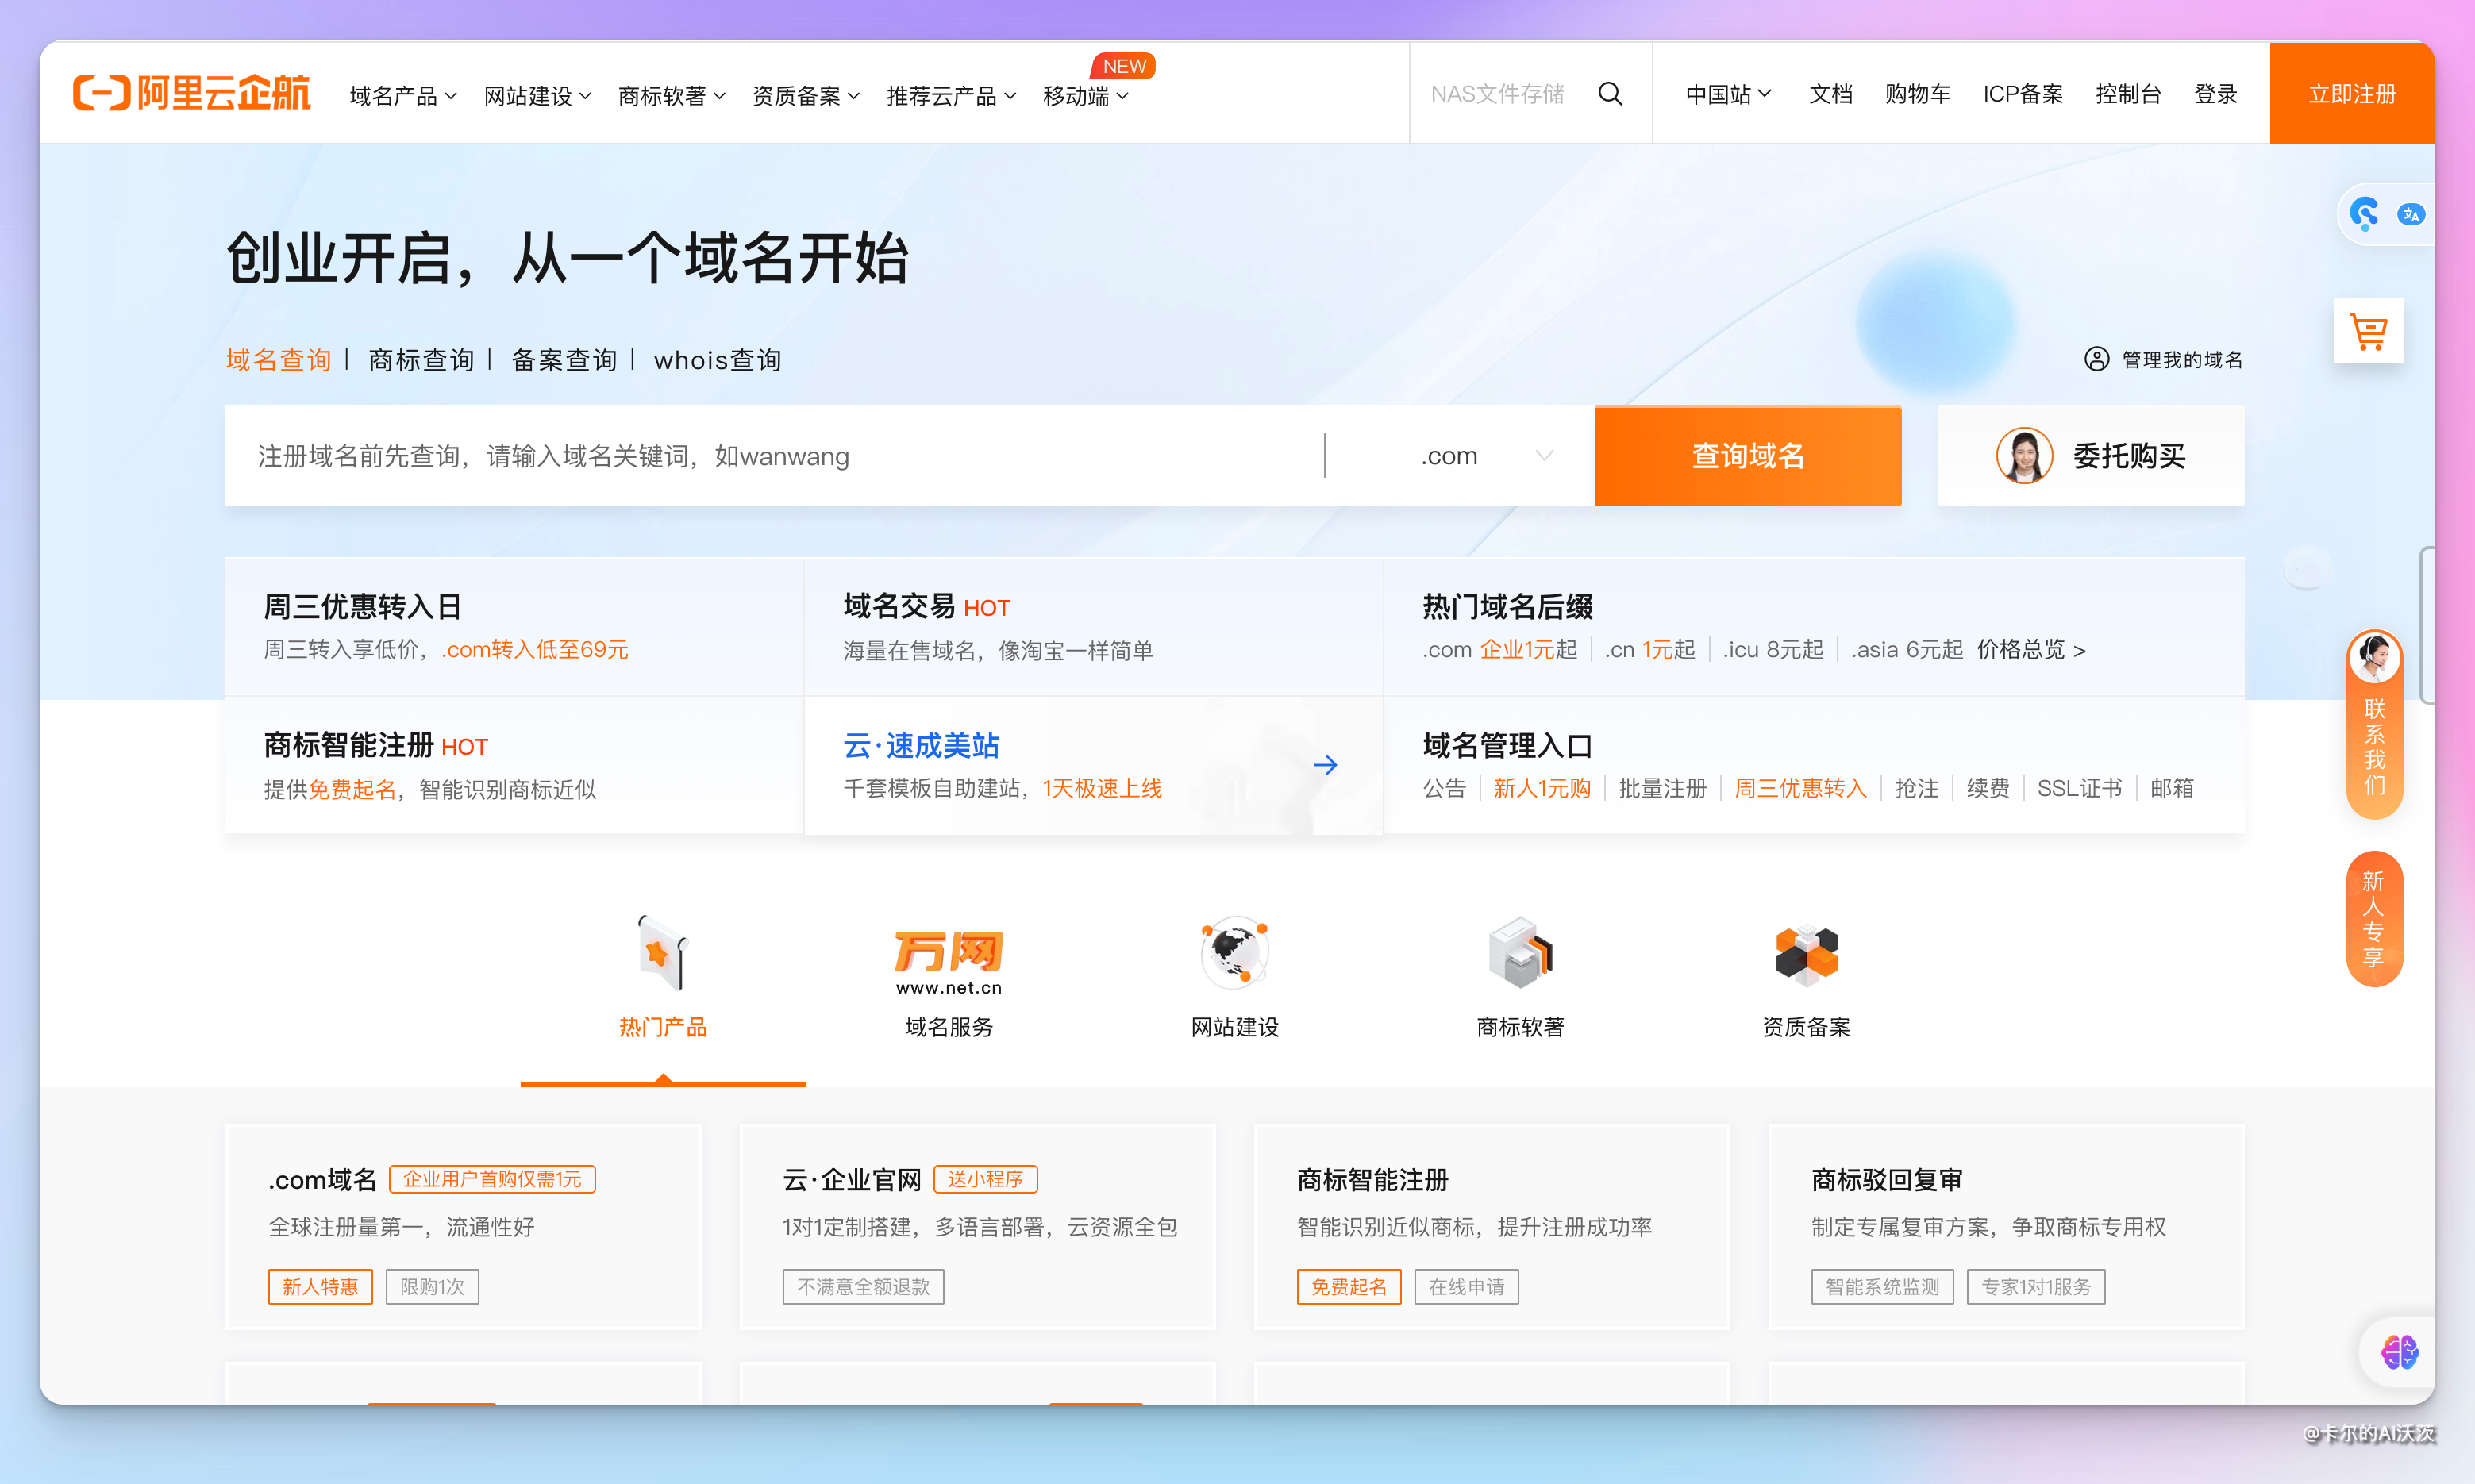 阿里云企航
域名产品 网站建设 商标软著 资质备案 推荐云产品 移动端 NEW
NAS文件存储
中国站 文档 购物车 ICP备案 控制台 登录 立即注册
创业开启，从一个域名开始
域名查询 | 商标查询 | 备案查询 | whois查询
管理我的域名
注册域名前先查询，请输入域名关键词，如wanwang
.com
查询域名
委托购买
周三优惠转入日
周三转入享低价，.com转入低至69元
域名交易 HOT
海量在售域名，像淘宝一样简单
热门域名后缀
.com 企业1元起 | .cn 1元起 | .icu 8元起 | .asia 6元起 价格总览 >
商标智能注册 HOT
提供免费起名，智能识别商标近似
云·速成美站
千套模板自助建站，1天极速上线
域名管理入口
公告 | 新人1元购 | 批量注册 | 周三优惠转入 | 抢注 | 续费 | SSL证书 | 邮箱
联系我们
新人专享
热门产品
万网
www.net.cn
域名服务
网站建设
商标软著
资质备案
.com域名 企业用户首购仅需1元
全球注册量第一，流通性好
新人特惠 限购1次
云·企业官网 送小程序
1对1定制搭建，多语言部署，云资源全包
不满意全额退款
商标智能注册
智能识别近似商标，提升注册成功率
免费起名 在线申请
商标驳回复审
制定专属复审方案，争取商标专用权
智能系统监测 专家1对1服务
@卡尔的AI沃茨